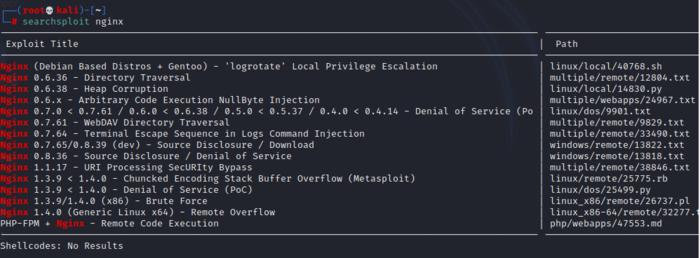 (root💀kali)-[~]
# searchsploit nginx
Exploit Title | Path
Nginx (Debian Based Distros + Gentoo) - 'logrotate' Local Privilege Escalation | linux/local/40768.sh
Nginx 0.6.36 - Directory Traversal | multiple/remote/12804.txt
Nginx 0.6.38 - Heap Corruption | linux/local/14830.py
Nginx 0.6.x - Arbitrary Code Execution NullByte Injection | multiple/webapps/24967.txt
Nginx 0.7.0 < 0.7.61 / 0.6.0 < 0.6.38 / 0.5.0 < 0.5.37 / 0.4.0 < 0.4.14 - Denial of Service (Po | linux/dos/9901.txt
Nginx 0.7.61 - WebDAV Directory Traversal | multiple/remote/9829.txt
Nginx 0.7.64 - Terminal Escape Sequence in Logs Command Injection | multiple/remote/33490.txt
Nginx 0.7.65/0.8.39 (dev) - Source Disclosure / Download | windows/remote/13822.txt
Nginx 0.8.36 - Source Disclosure / Denial of Service | windows/remote/13818.txt
Nginx 1.1.17 - URI Processing SecURIty Bypass | multiple/remote/38846.txt
Nginx 1.3.9 < 1.4.0 - Chuncked Encoding Stack Buffer Overflow (Metasploit) | linux/remote/25775.rb
Nginx 1.3.9 < 1.4.0 - Denial of Service (PoC) | linux/dos/25499.py
Nginx 1.3.9/1.4.0 (x86) - Brute Force | linux_x86/remote/26737.pl
Nginx 1.4.0 (Generic Linux x64) - Remote Overflow | linux_x86-64/remote/32277.t
PHP-FPM + Nginx - Remote Code Execution | php/webapps/47553.md
Shellcodes: No Results